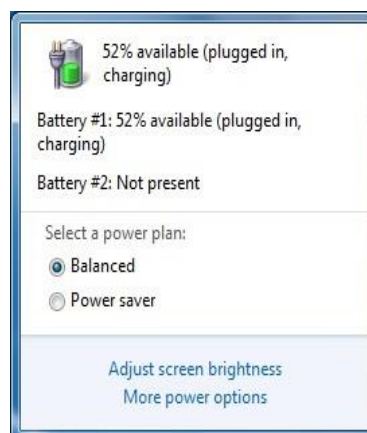 52% available (plugged in,
charging)
Battery #1: 52% available (plugged in,
charging)
Battery #2: Not present
Select a power plan:
Balanced
Power saver
Adjust screen brightness
More power options